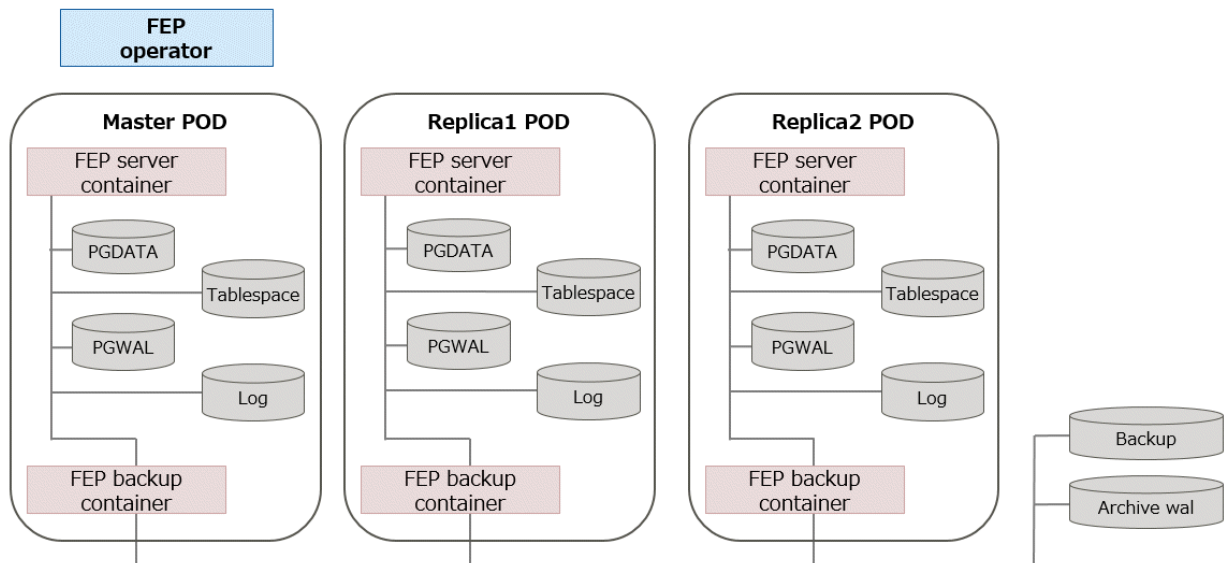 FEP
operator
Master POD
FEP server
container
PGDATA
Tablespace
PGWAL
Log
FEP backup
container
Replica1 POD
FEP server
container
PGDATA
Tablespace
PGWAL
Log
FEP backup
container
Replica2 POD
FEP server
container
PGDATA
Tablespace
PGWAL
Log
FEP backup
container
Backup
Archive wal